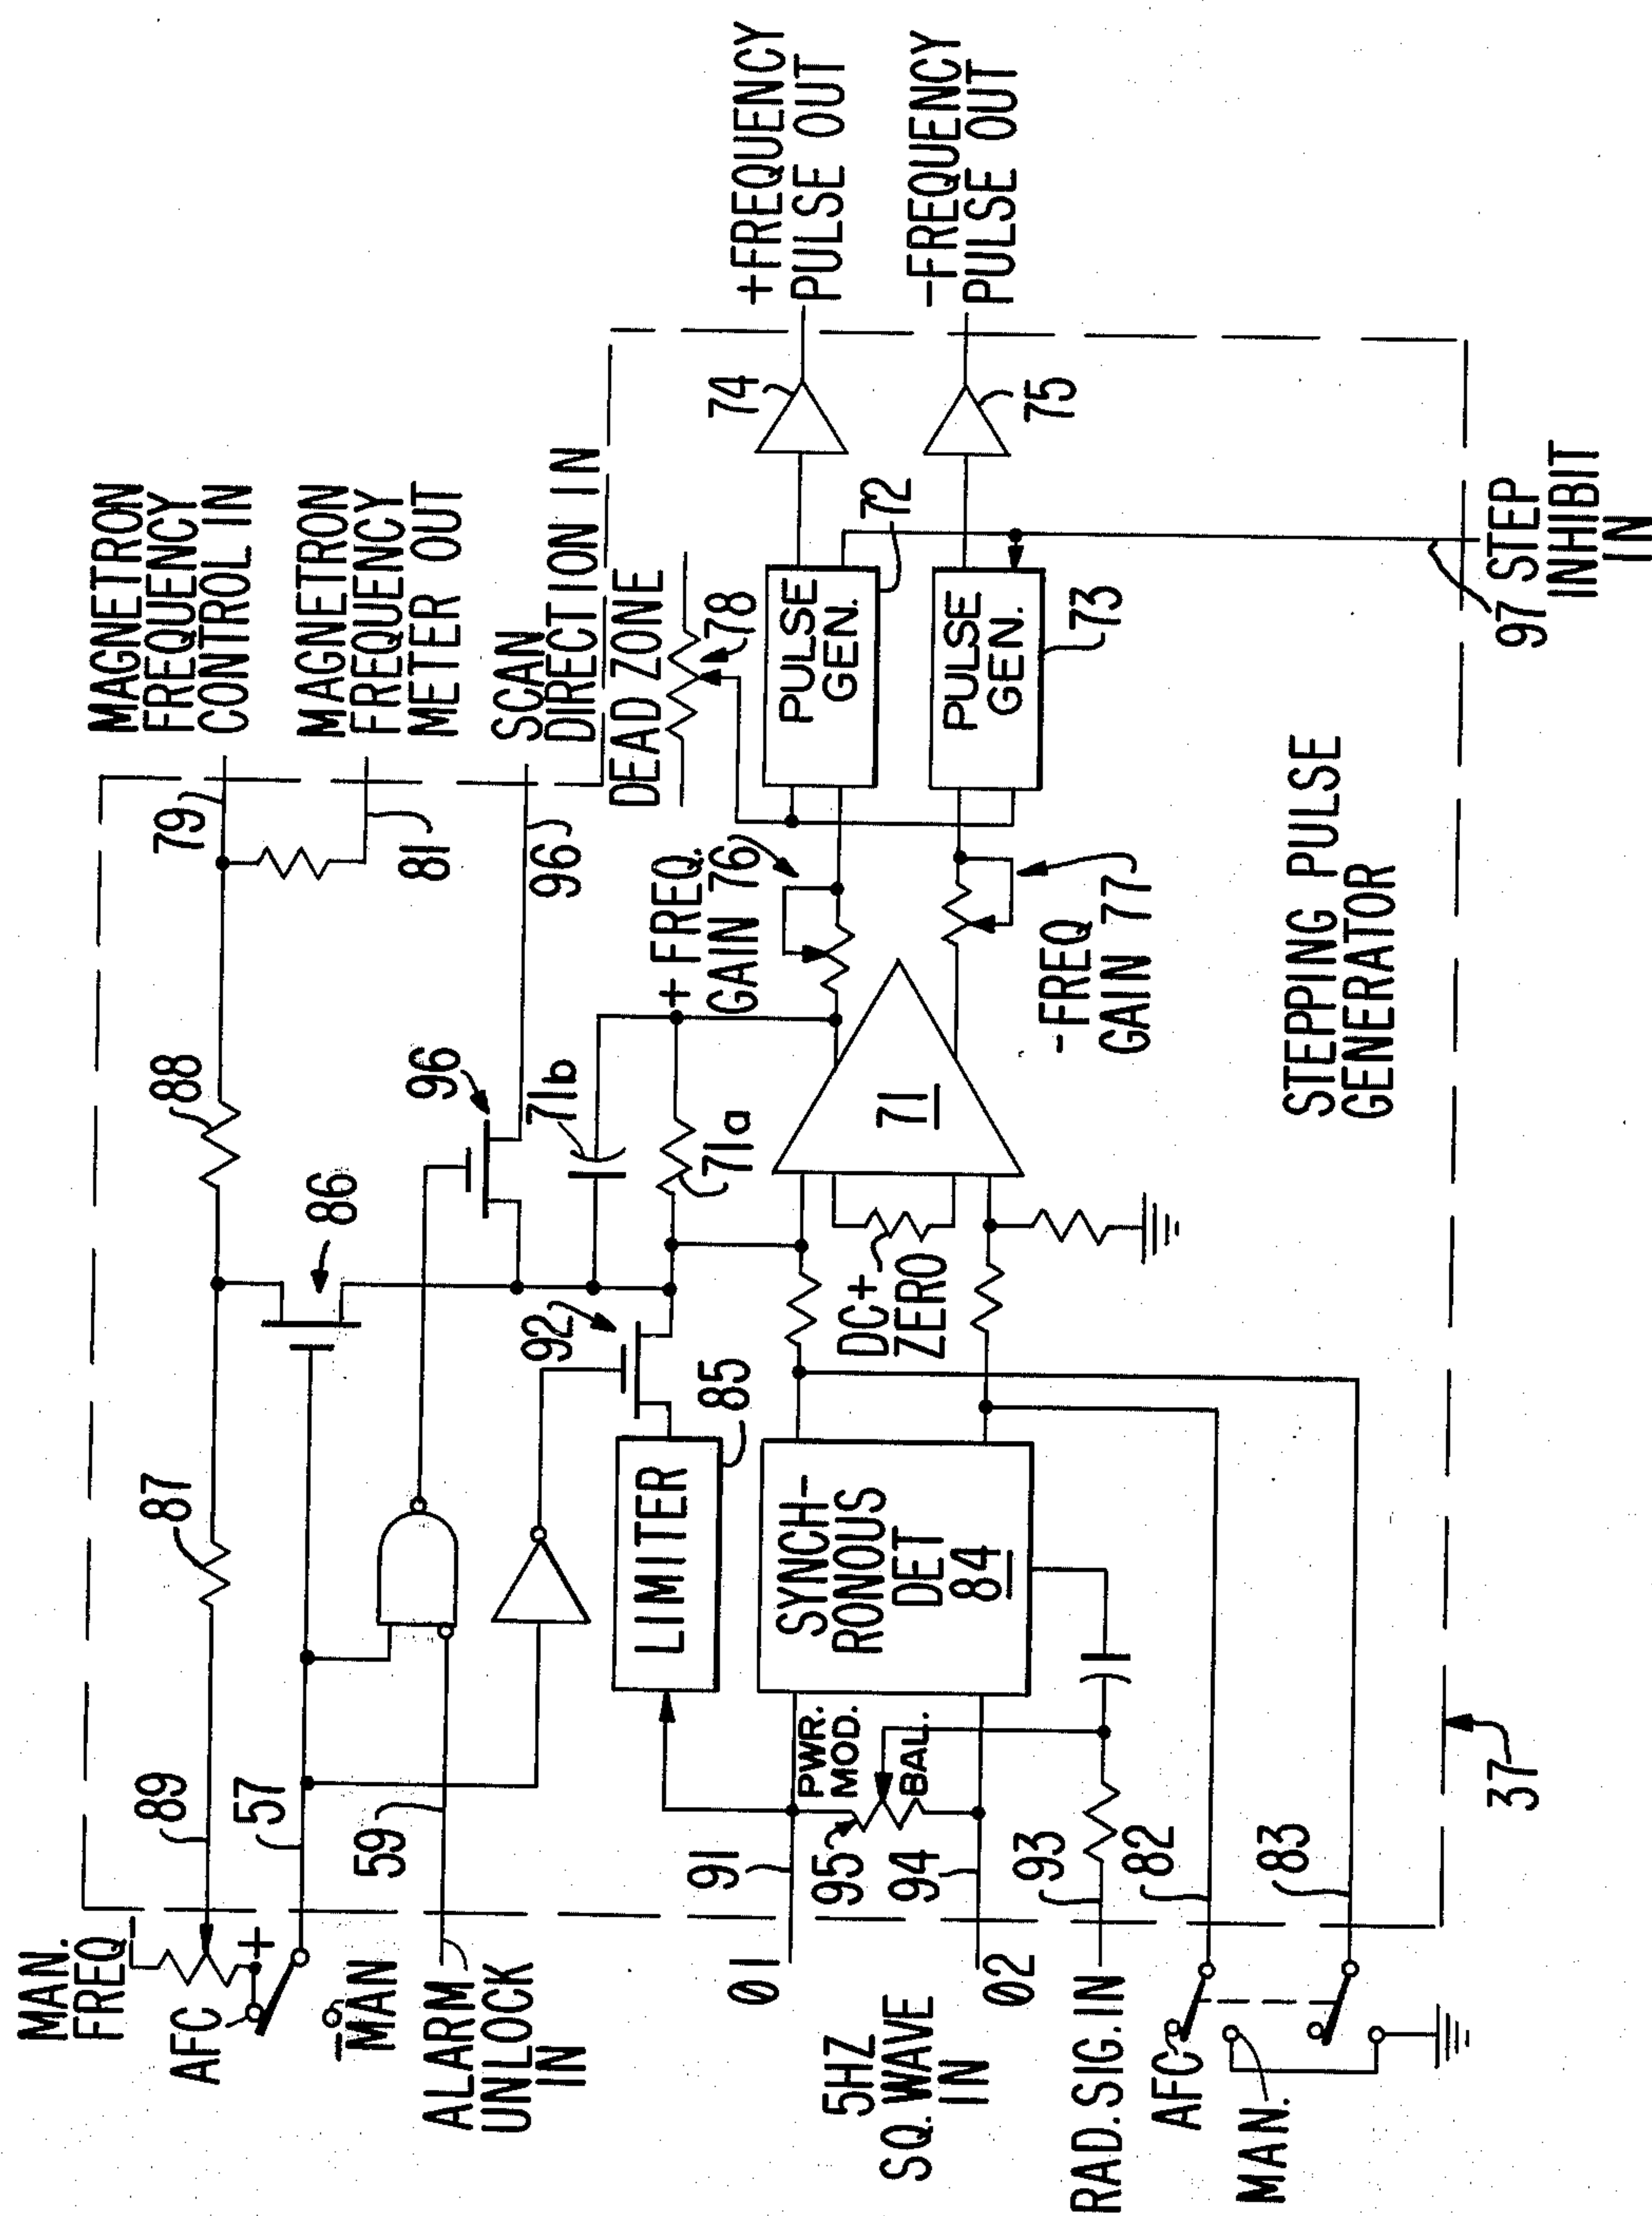 MAN.
FREQ
-
+
AFC
MAN
ALARM
UNLOCK
IN
5HZ
SQ. WAVE
IN
01
02
RAD. SIG. IN
AFC
MAN.
89
57
59
91
95
94
93
82
83
37
87
88
86
79
81
96
96
MAGNETRON
FREQUENCY
CONTROL IN
MAGNETRON
FREQUENCY
METER OUT
SCAN
DIRECTION IN
DEAD ZONE
78
92
LIMITER
85
PWR.
MOD.
BAL.
SYNCH-
RONOUS
DET
84
71b
71a
71
DC+
ZERO
+ FREQ.
GAIN 76
-FREQ
GAIN 77
PULSE
GEN.
72
PULSE
GEN.
73
74
75
+FREQUENCY
PULSE OUT
-FREQUENCY
PULSE OUT
97
STEP
INHIBIT
IN
STEPPING PULSE
GENERATOR